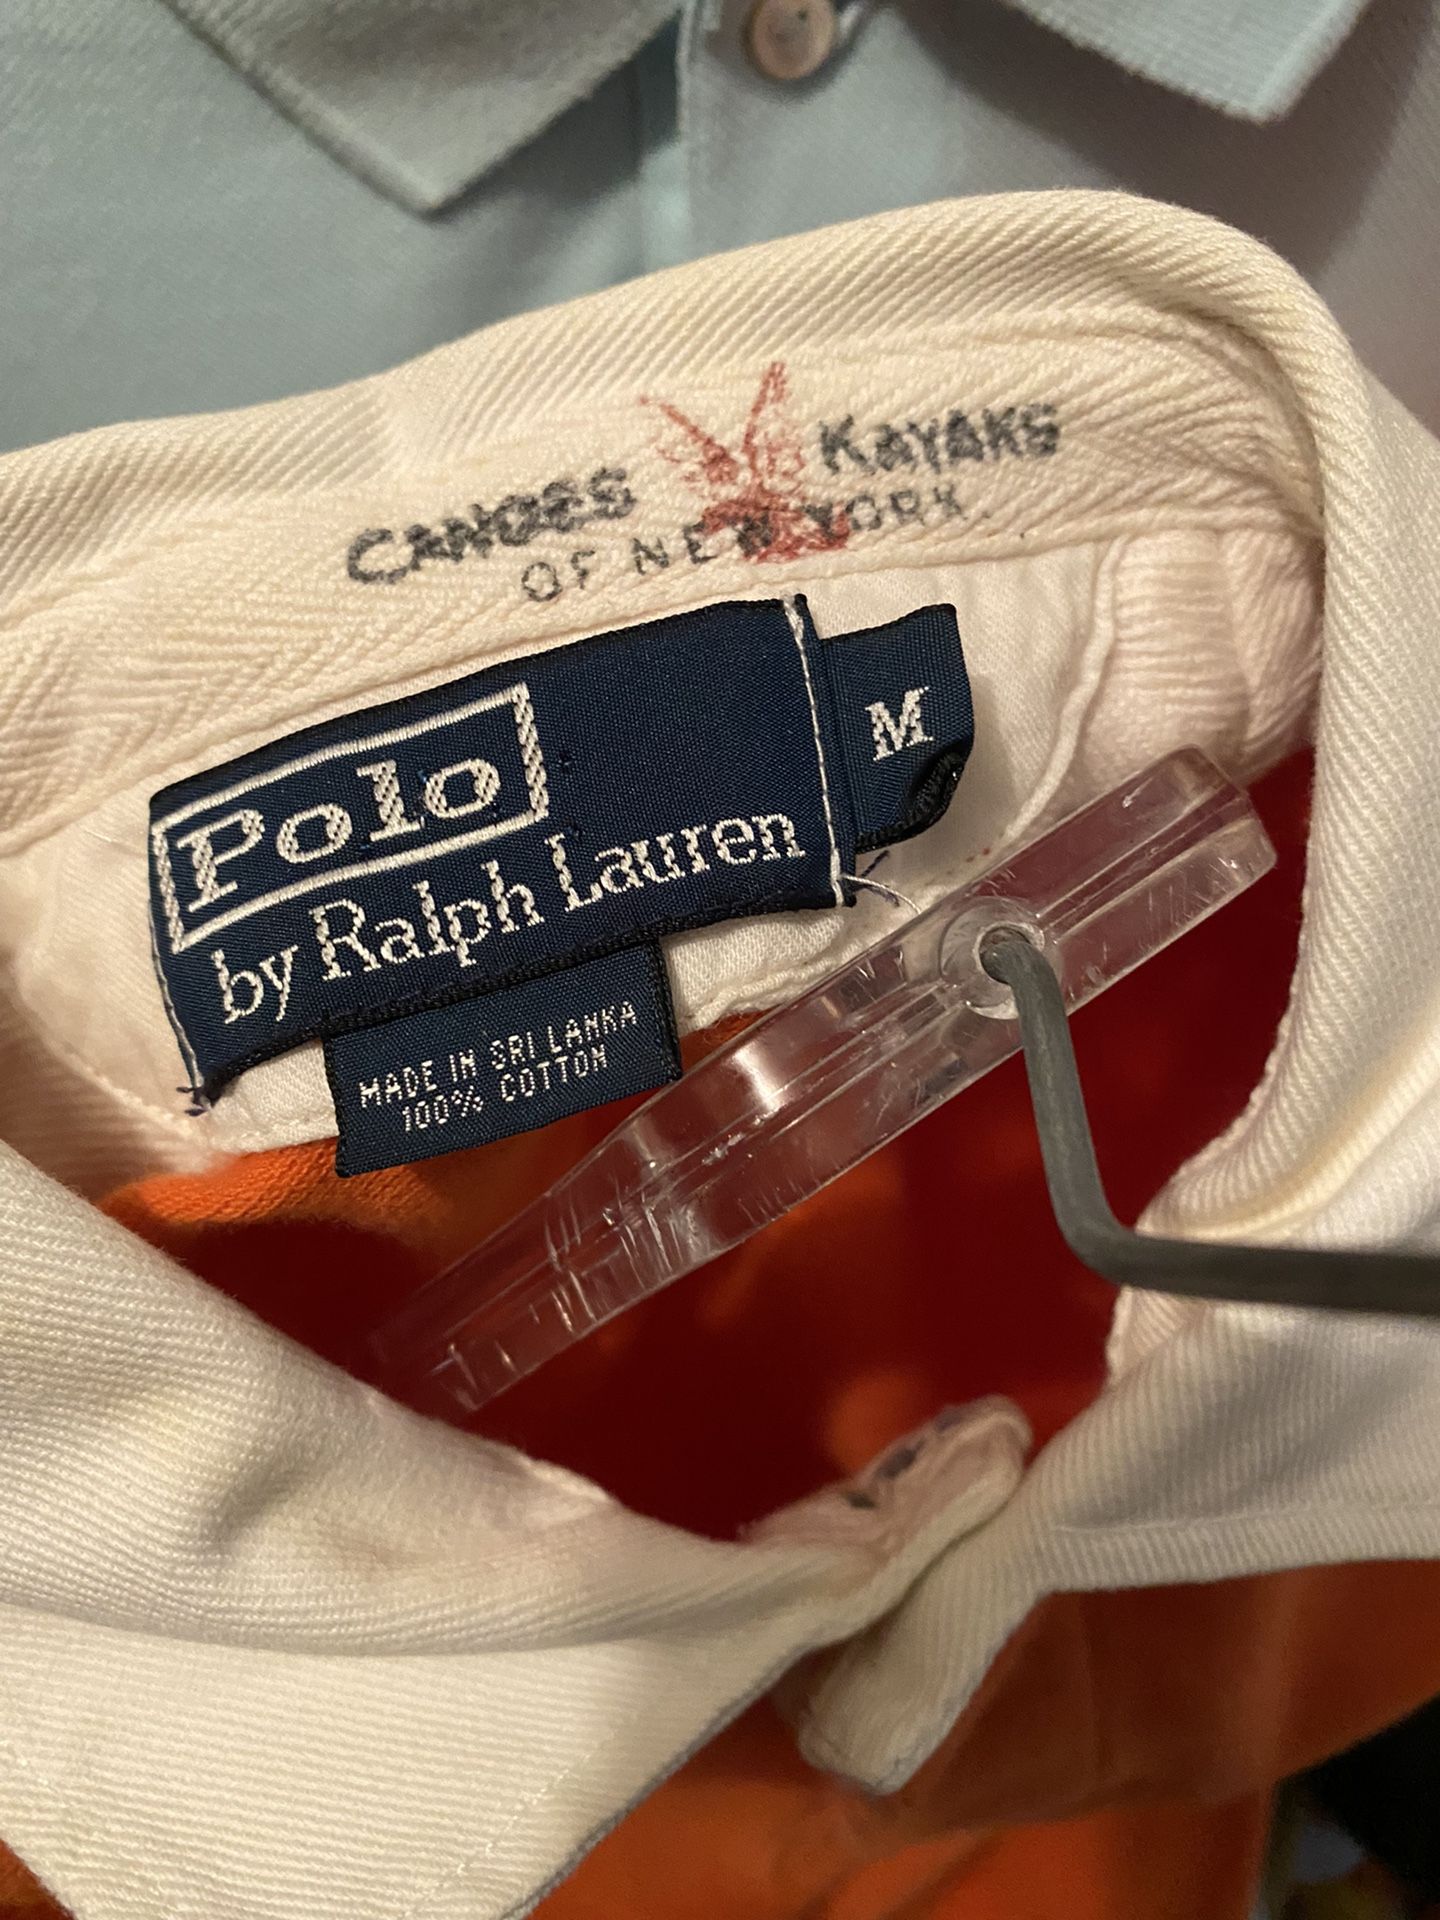 CANOES KAYAKS
OF NEW YORK.
Polo
by Ralph Lauren
M
MADE IN SRI LANKA
100% COTTON